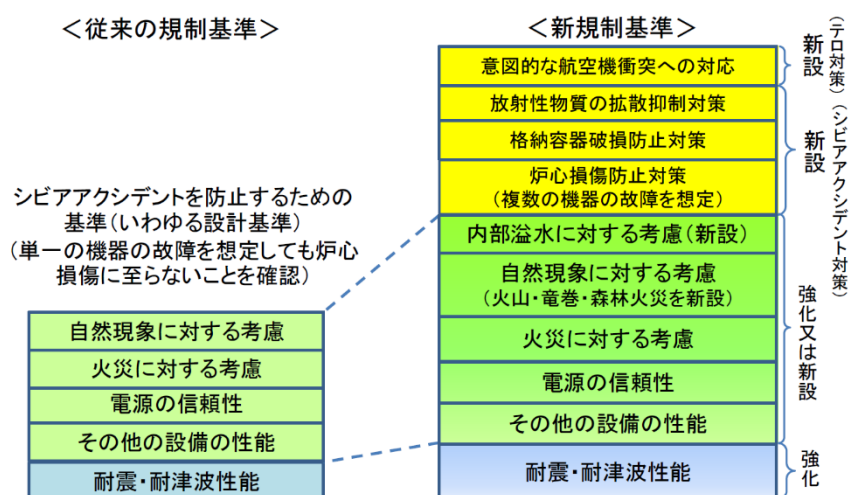 ＜従来の規制基準＞
シビアアクシデントを防止するための
基準（いわゆる設計基準）
（単一の機器の故障を想定しても炉心
損傷に至らないことを確認）
自然現象に対する考慮
火災に対する考慮
電源の信頼性
その他の設備の性能
耐震・耐津波性能
＜新規制基準＞
意図的な航空機衝突への対応
放射性物質の拡散抑制対策
格納容器破損防止対策
炉心損傷防止対策
（複数の機器の故障を想定）
内部溢水に対する考慮（新設）
自然現象に対する考慮
（火山・竜巻・森林火災を新設）
火災に対する考慮
電源の信頼性
その他の設備の性能
耐震・耐津波性能
新設
（テロ対策）
新設
（シビアアクシデント対策）
強化又は新設
強化